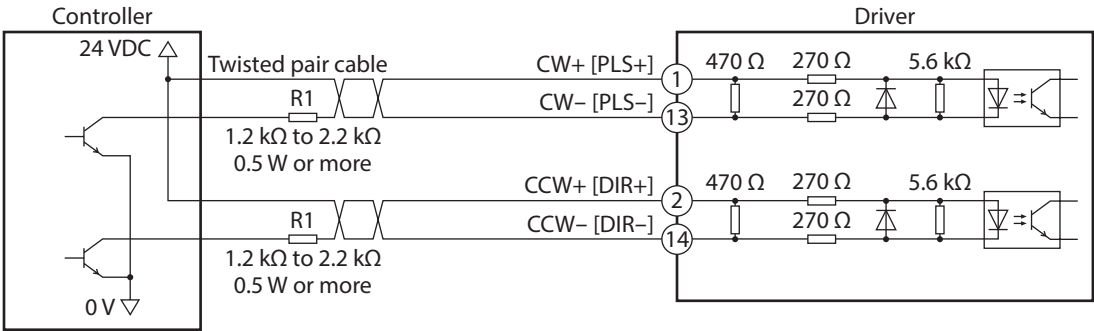 Controller
Driver
24 VDC
Twisted pair cable
CW+ [PLS+]
1
470 Ω
270 Ω
5.6 kΩ
R1
CW– [PLS–]
13
270 Ω
1.2 kΩ to 2.2 kΩ
0.5 W or more
CCW+ [DIR+]
2
470 Ω
270 Ω
5.6 kΩ
R1
CCW– [DIR–]
14
270 Ω
1.2 kΩ to 2.2 kΩ
0.5 W or more
0 V